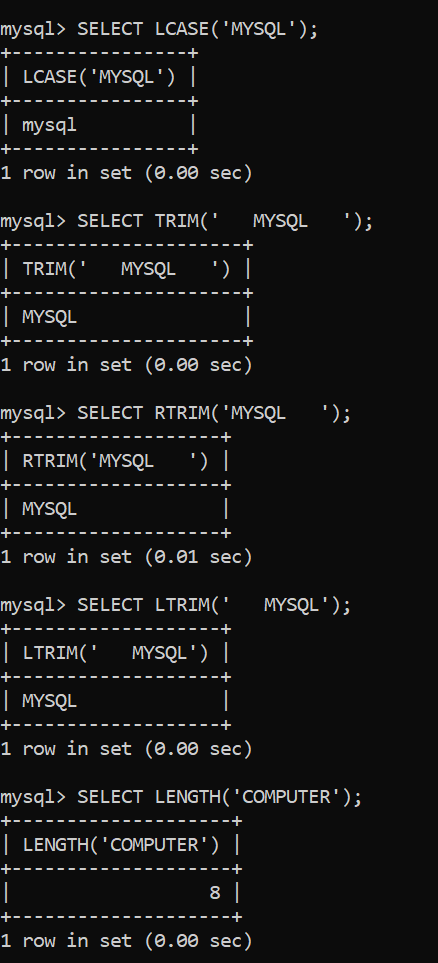 mysql> SELECT LCASE('MYSQL');
+----------------+
| LCASE('MYSQL') |
+----------------+
| mysql          |
+----------------+
1 row in set (0.00 sec)

mysql> SELECT TRIM('   MYSQL   ');
+---------------------+
| TRIM('   MYSQL   ') |
+---------------------+
| MYSQL               |
+---------------------+
1 row in set (0.00 sec)

mysql> SELECT RTRIM('MYSQL   ');
+-------------------+
| RTRIM('MYSQL   ') |
+-------------------+
| MYSQL             |
+-------------------+
1 row in set (0.01 sec)

mysql> SELECT LTRIM('   MYSQL');
+-------------------+
| LTRIM('   MYSQL') |
+-------------------+
| MYSQL             |
+-------------------+
1 row in set (0.00 sec)

mysql> SELECT LENGTH('COMPUTER');
+--------------------+
| LENGTH('COMPUTER') |
+--------------------+
|                  8 |
+--------------------+
1 row in set (0.00 sec)